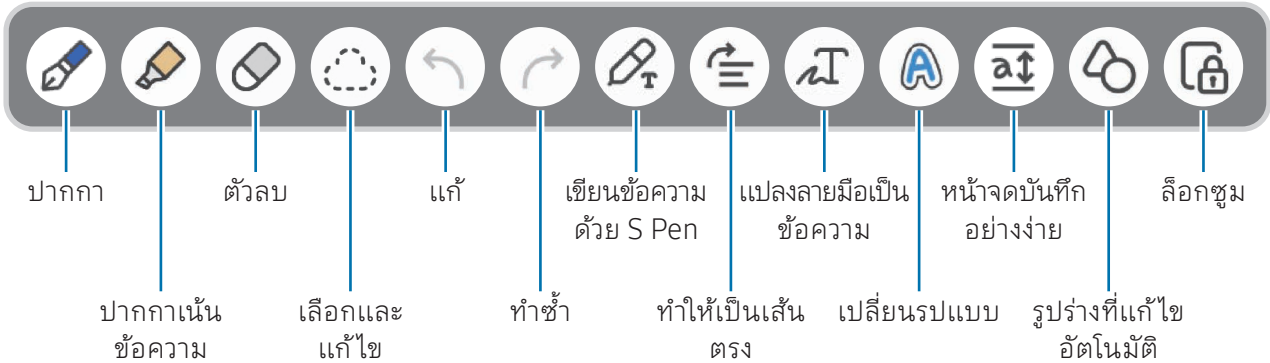 ปากกา
ตัวลบ
แก้
เขียนข้อความ
ด้วย S Pen
แปลงลายมือเป็น
ข้อความ
หน้าจดบันทึก
อย่างง่าย
ล็อกซูม
ปากกาเน้น
ข้อความ
เลือกและ
แก้ไข
ทำซ้ำ
ทำให้เป็นเส้น
ตรง
เปลี่ยนรปแบบ
รูปร่างที่แก้ไข
อัตโนมัติ